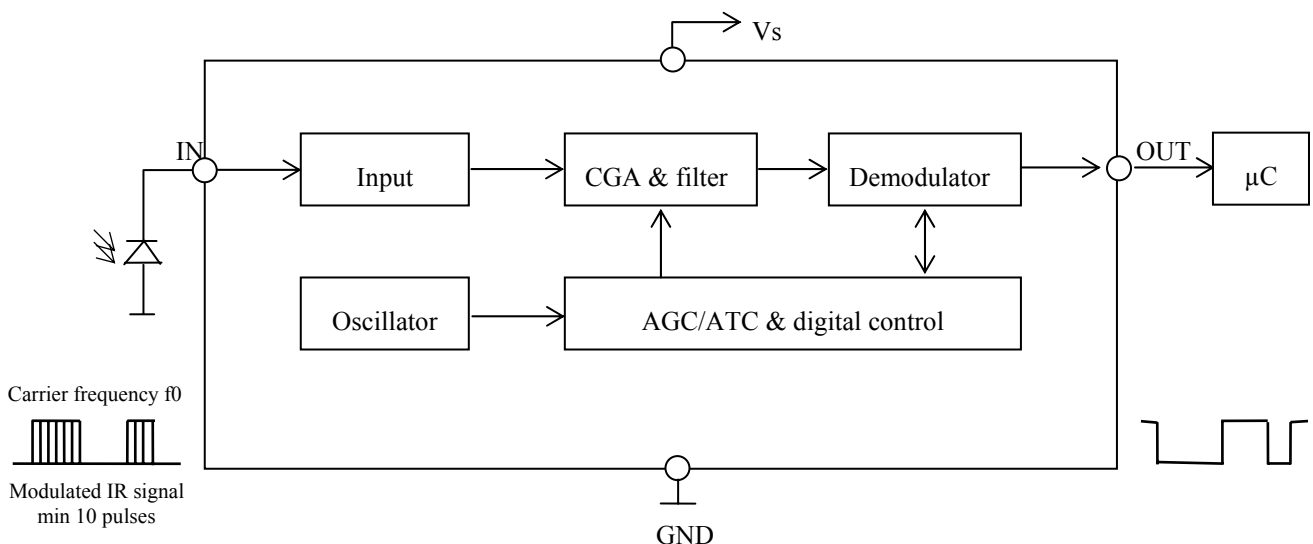 Vs
IN
Input
CGA & filter
Demodulator
OUT
µC
Oscillator
AGC/ATC & digital control
Carrier frequency f0
Modulated IR signal
min 10 pulses
GND